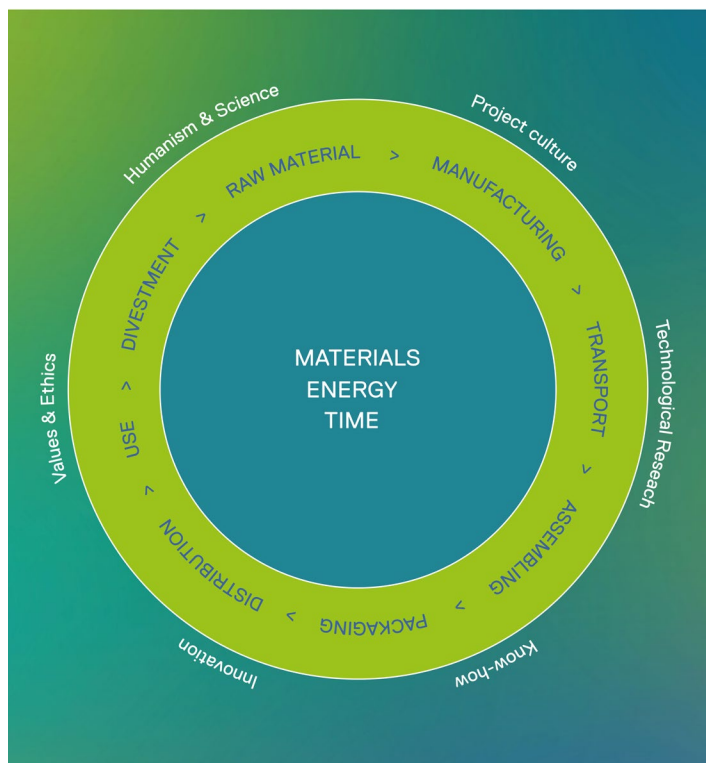 Humanism & Science
Project culture
Technological Reseach
Know-how
Innovation
Values & Ethics
RAW MATERIAL > MANUFACTURING > TRANSPORT > ASSEMBLING > PACKAGING > DISTRIBUTION > USE > DIVESTMENT >
MATERIALS
ENERGY
TIME